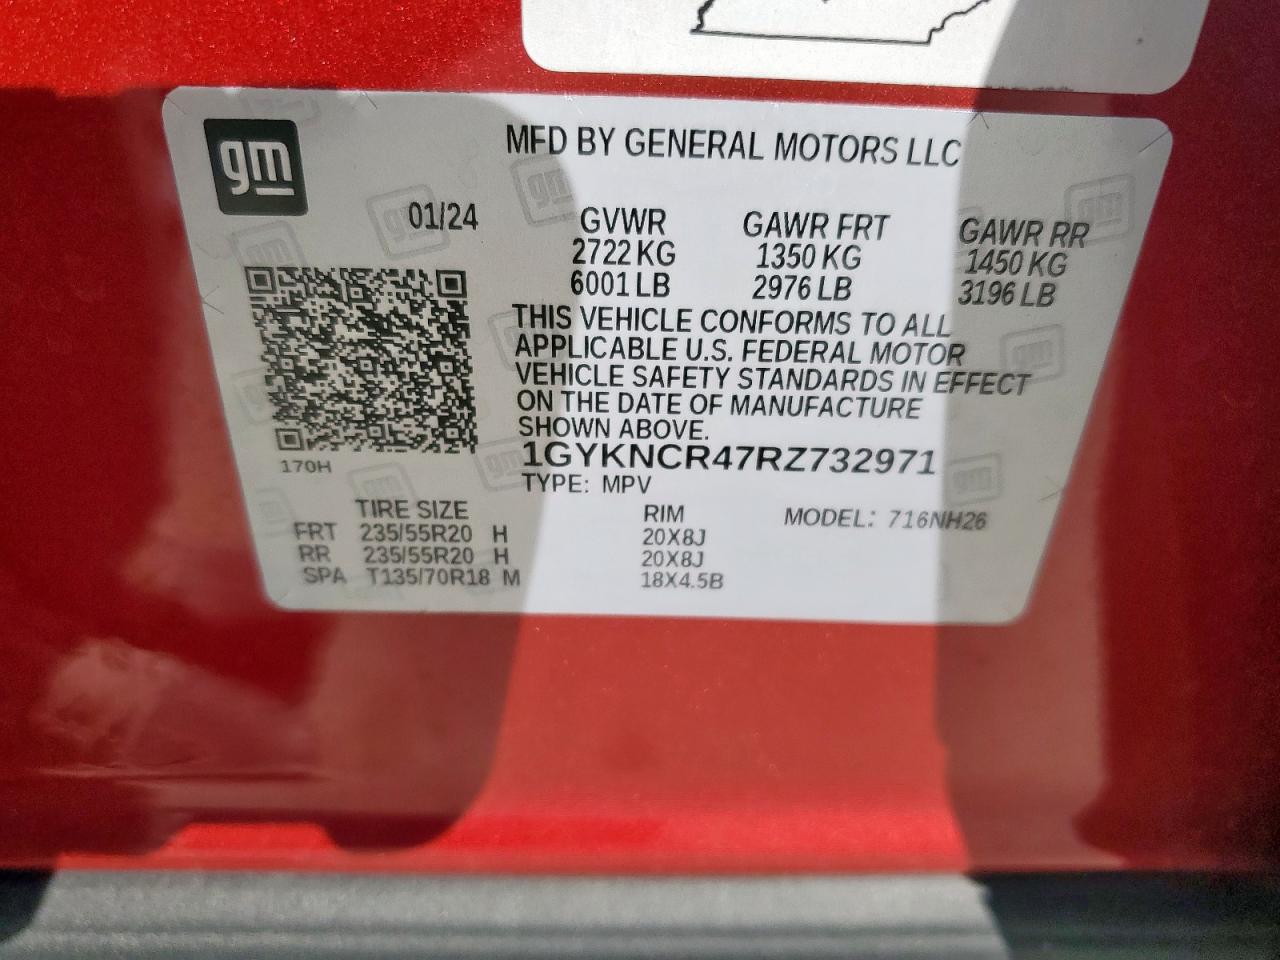 gm
MFD BY GENERAL MOTORS LLC
01/24
GVWR GAWR FRT GAWR RR
2722 KG 1350 KG 1450 KG
6001 LB 2976 LB 3196 LB
THIS VEHICLE CONFORMS TO ALL
APPLICABLE U.S. FEDERAL MOTOR
VEHICLE SAFETY STANDARDS IN EFFECT
ON THE DATE OF MANUFACTURE
SHOWN ABOVE.
170H
1GYKNCR47RZ732971
TYPE: MPV
TIRE SIZE RIM MODEL: 716NH26
FRT 235/55R20 H 20X8J
RR 235/55R20 H 20X8J
SPA T135/70R18 M 18X4.5B